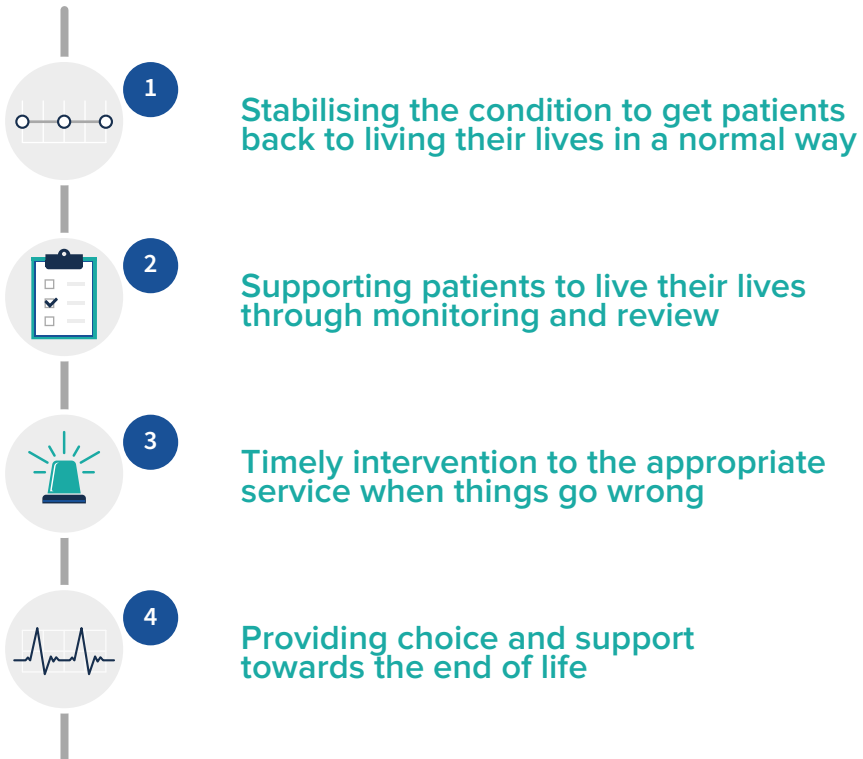 1
Stabilising the condition to get patients
back to living their lives in a normal way
2
Supporting patients to live their lives
through monitoring and review
3
Timely intervention to the appropriate
service when things go wrong
4
Providing choice and support
towards the end of life